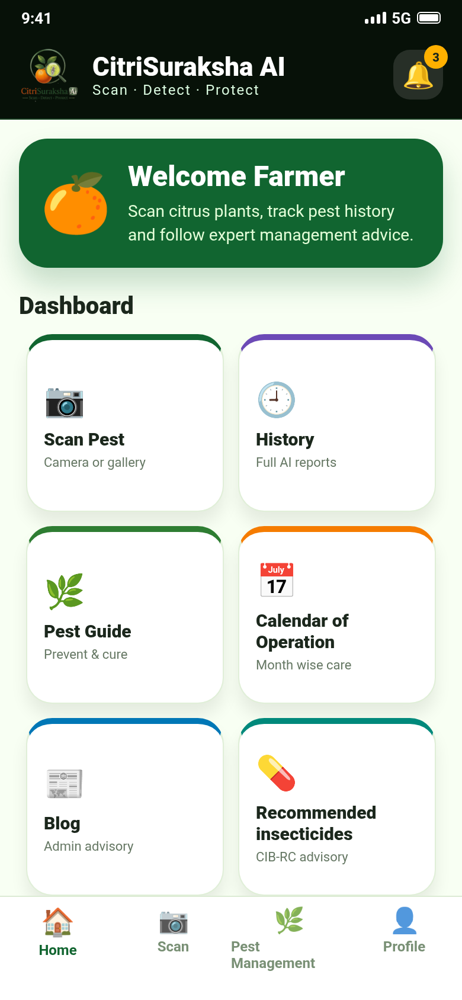 9:41
5G
CitriSuraksha Ai
Scan - Detect - Protect
CitriSuraksha AI
Scan · Detect · Protect
3
Welcome Farmer
Scan citrus plants, track pest history
and follow expert management advice.
Dashboard
Scan Pest
Camera or gallery
History
Full AI reports
Pest Guide
Prevent & cure
July
17
Calendar of
Operation
Month wise care
Blog
Admin advisory
Recommended
insecticides
CIB-RC advisory
Home
Scan
Pest
Management
Profile